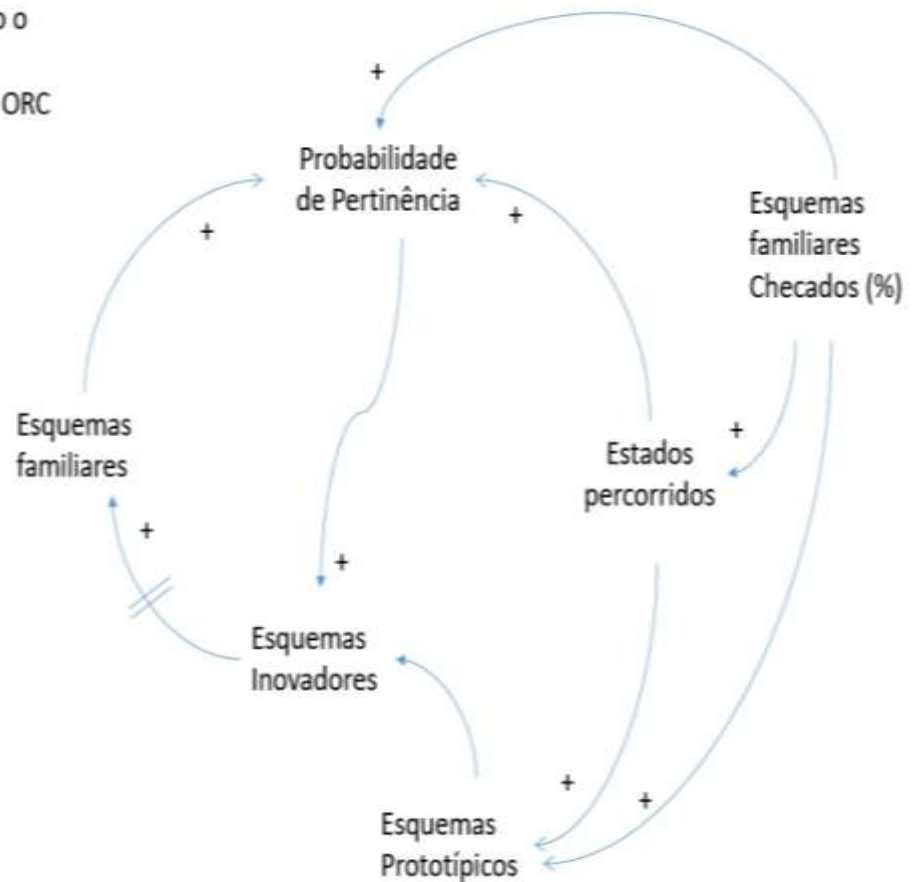 o o
ORC
+
Probabilidade
de Pertinência
+
+
Esquemas
familiares
Checados (%)
Esquemas
familiares
+
Estados
percorridos
+
+
Esquemas
Inovadores
+
+
Esquemas
Prototípicos